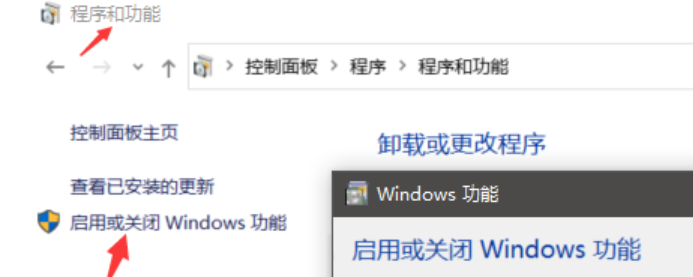 程序和功能
控制面板 > 程序 > 程序和功能
控制面板主页
卸载或更改程序
查看已安装的更新
启用或关闭 Windows 功能
Windows 功能
启用或关闭 Windows 功能